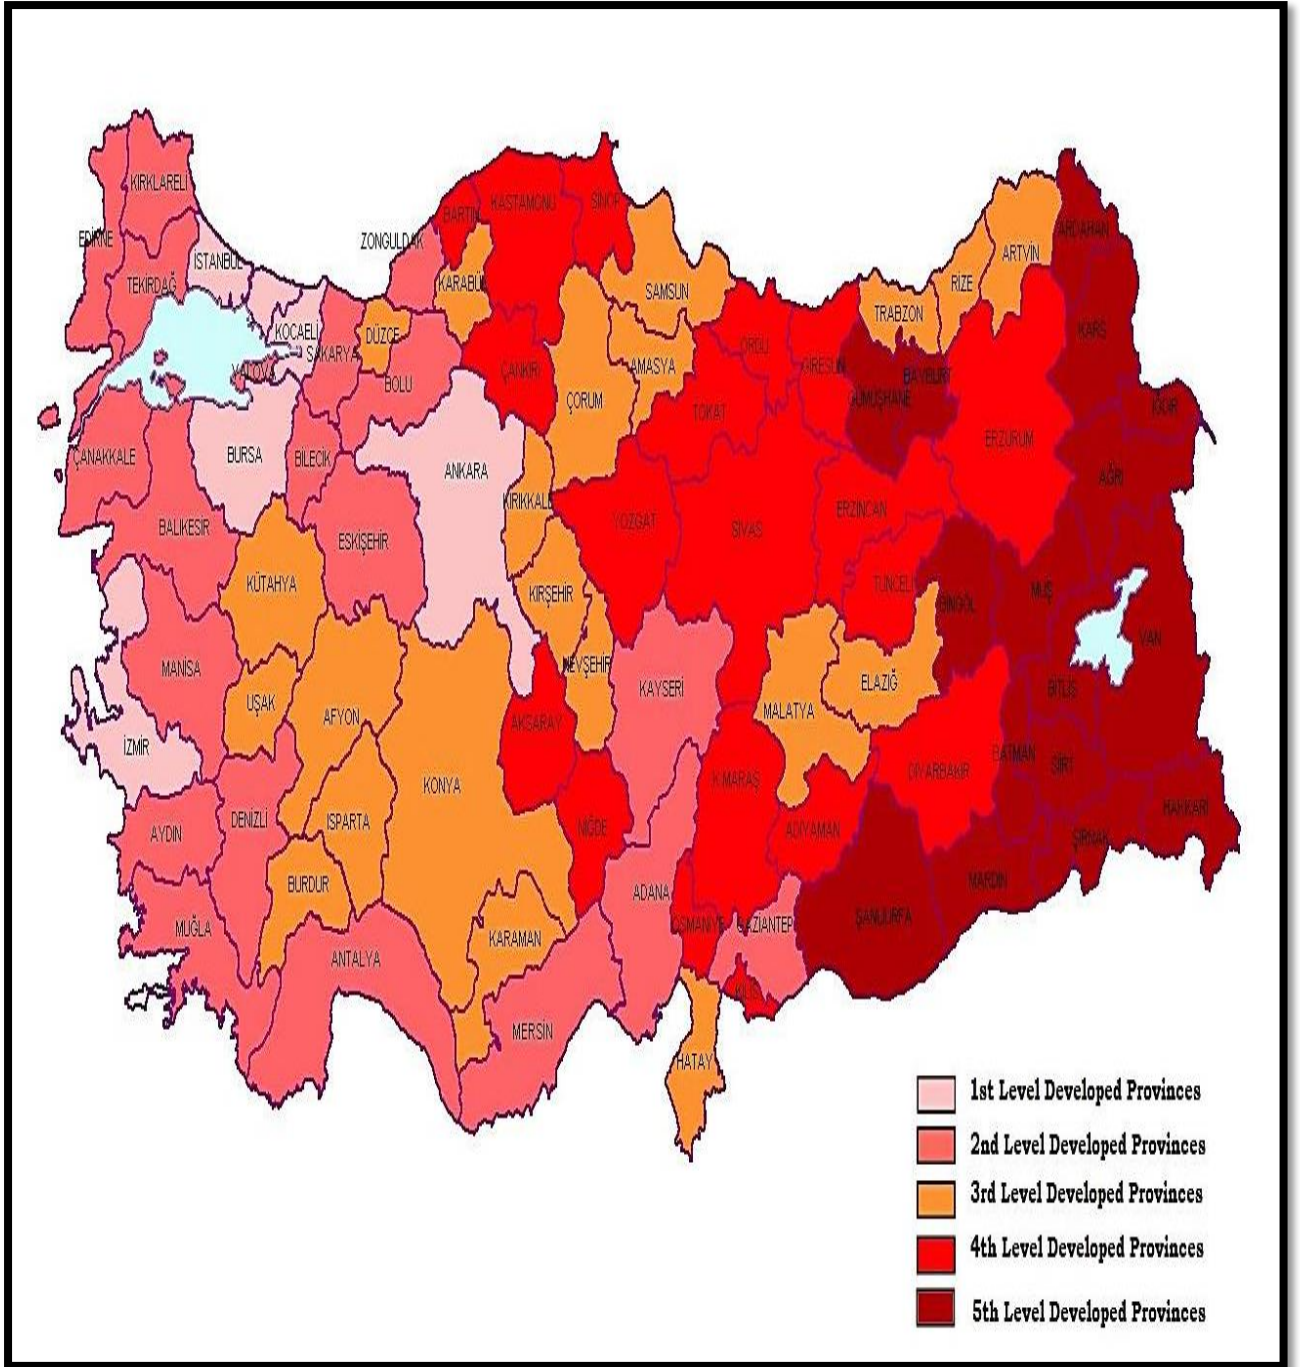 KIRKLARELİ
EDİRNE
TEKİRDAĞ
İSTANBUL
KOCAELİ
YALOVA
SAKARYA
DÜZCE
ZONGULDAK
BARTIN
KARABÜK
KASTAMONU
SİNOP
SAMSUN
BOLU
ÇANKIRI
ÇORUM
AMASYA
TOKAT
ORDU
GİRESUN
TRABZON
RİZE
ARTVİN
ARDAHAN
KARS
IĞDIR
GÜMÜŞHANE
BAYBURT
ERZURUM
AĞRI
ÇANAKKALE
BALIKESİR
BURSA
BİLECİK
ESKİŞEHİR
ANKARA
KIRIKKALE
YOZGAT
SİVAS
ERZİNCAN
TUNCELİ
BİNGÖL
MUŞ
VAN
BİTLİS
KÜTAHYA
KIRŞEHİR
NEVŞEHİR
KAYSERİ
MALATYA
ELAZIĞ
MANİSA
UŞAK
AFYON
İZMİR
KONYA
AKSARAY
NİĞDE
K.MARAŞ
ADIYAMAN
DİYARBAKIR
BATMAN
SİİRT
HAKKARİ
ŞIRNAK
MARDİN
ŞANLIURFA
AYDIN
DENİZLİ
ISPARTA
BURDUR
MUĞLA
ANTALYA
KARAMAN
MERSİN
ADANA
OSMANİYE
GAZİANTEP
KİLİS
HATAY
1st Level Developed Provinces
2nd Level Developed Provinces
3rd Level Developed Provinces
4th Level Developed Provinces
5th Level Developed Provinces